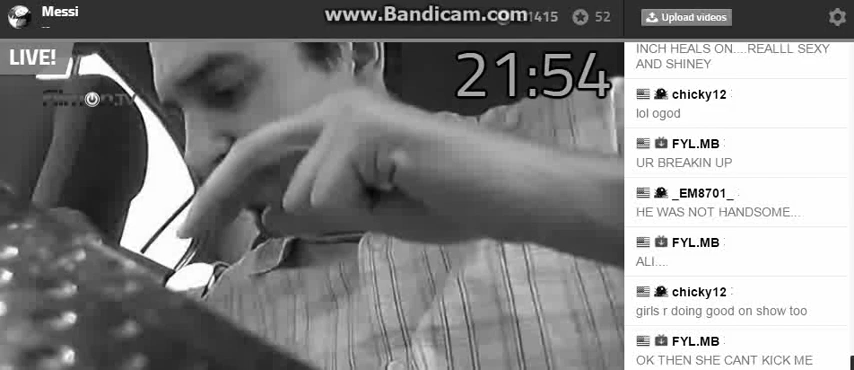 Messi
--
www.Bandicam.com
1415
52
Upload videos
LIVE!
FilmOn.TV
21:54
INCH HEALS ON....REALLL SEXY
AND SHINEY
chicky12 :
lol ogod
FYL.MB :
UR BREAKIN UP
_EM8701_ :
HE WAS NOT HANDSOME...
FYL.MB :
ALI....
chicky12 :
girls r doing good on show too
FYL.MB :
OK THEN SHE CANT KICK ME